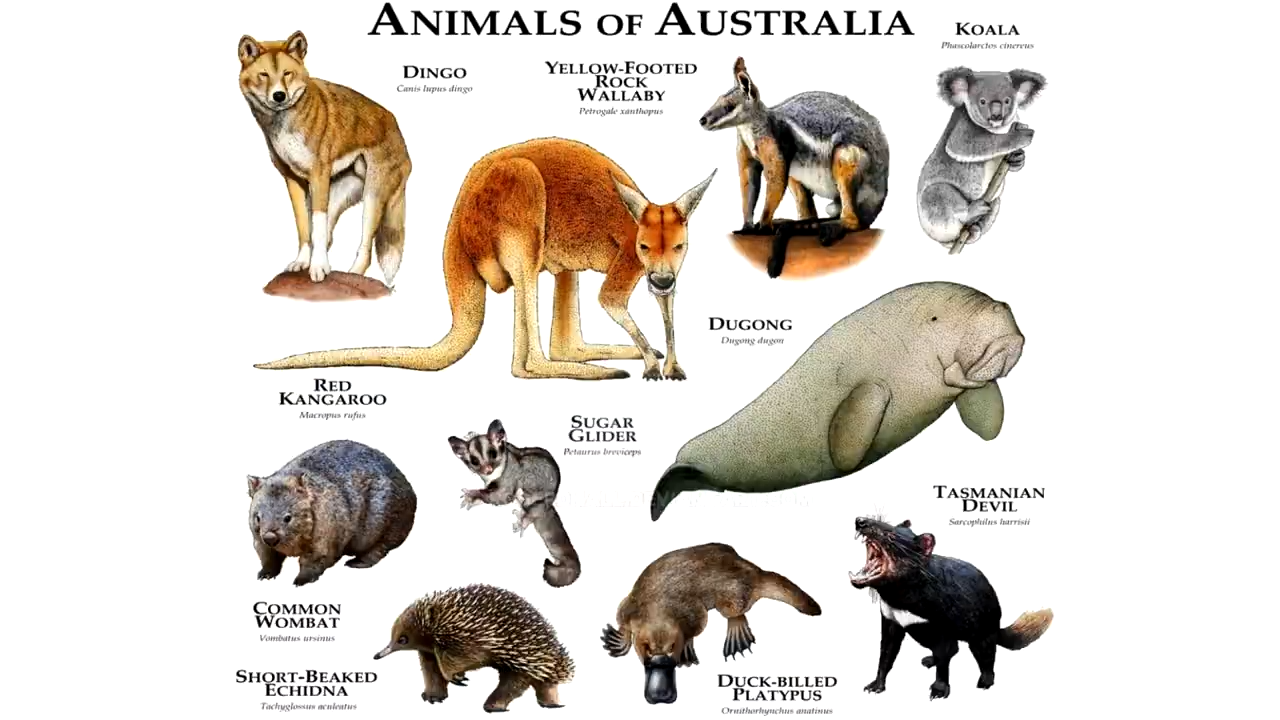 ANIMALS OF AUSTRALIA
KOALA
Phascolarctos cinereus
DINGO
Canis lupus dingo
YELLOW-FOOTED
ROCK
WALLABY
Petrogale xanthopus
DUGONG
Dugong dugon
RED
KANGAROO
Macropus rufus
SUGAR
GLIDER
Petaurus breviceps
TASMANIAN
DEVIL
Sarcophilus harrisii
COMMON
WOMBAT
Vombatus ursinus
SHORT-BEAKED
ECHIDNA
Tachyglossus aculeatus
DUCK-BILLED
PLATYPUS
Ornithorhynchus anatinus